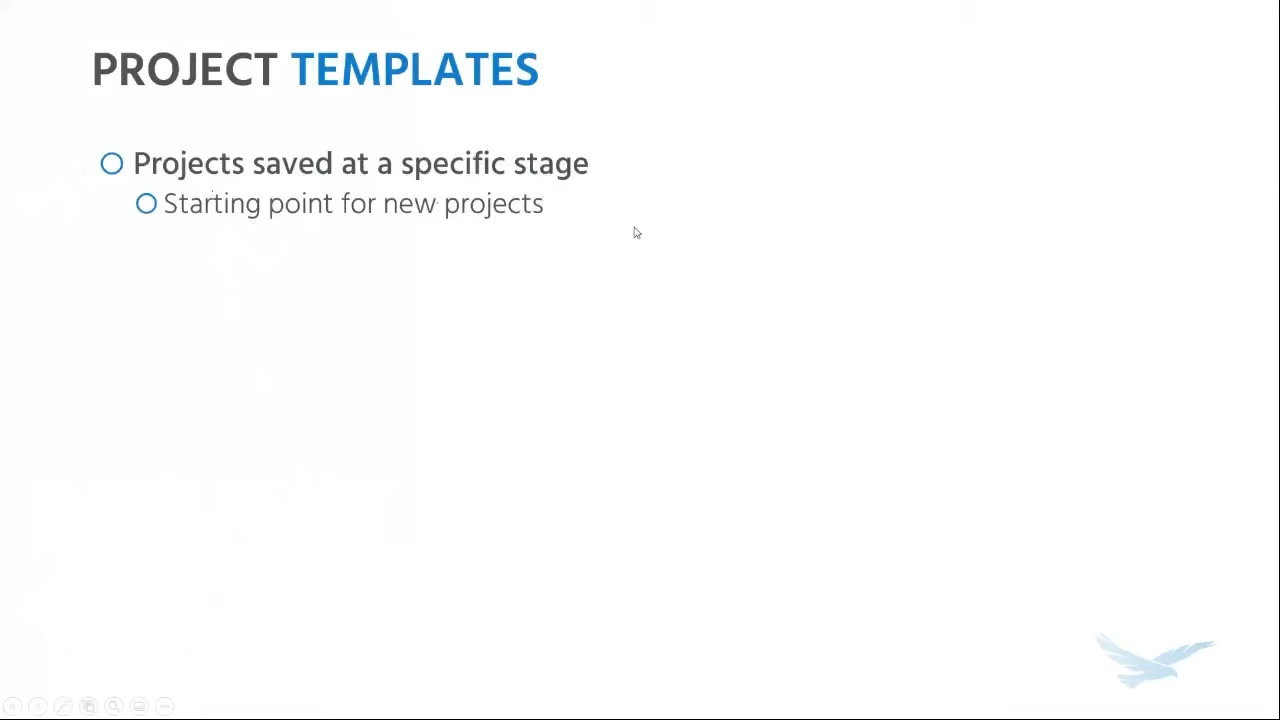 PROJECT TEMPLATES
Projects saved at a specific stage
Starting point for new projects